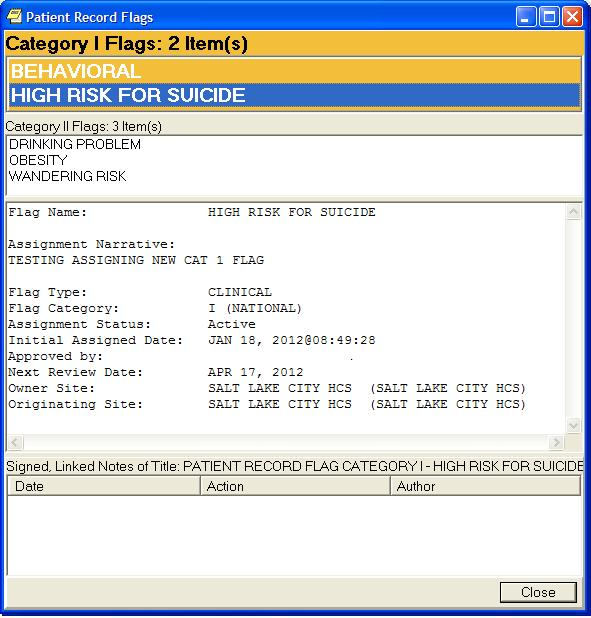 Patient Record Flags
Category I Flags: 2 Item(s)
BEHAVIORAL
HIGH RISK FOR SUICIDE
Category II Flags: 3 Item(s)
DRINKING PROBLEM
OBESITY
WANDERING RISK
Flag Name: HIGH RISK FOR SUICIDE
Assignment Narrative:
TESTING ASSIGNING NEW CAT 1 FLAG
Flag Type: CLINICAL
Flag Category: I (NATIONAL)
Assignment Status: Active
Initial Assigned Date: JAN 18, 2012@08:49:28
Approved by: .
Next Review Date: APR 17, 2012
Owner Site: SALT LAKE CITY HCS (SALT LAKE CITY HCS)
Originating Site: SALT LAKE CITY HCS (SALT LAKE CITY HCS)
Signed, Linked Notes of Title: PATIENT RECORD FLAG CATEGORY I - HIGH RISK FOR SUICIDE
Date Action Author
Close